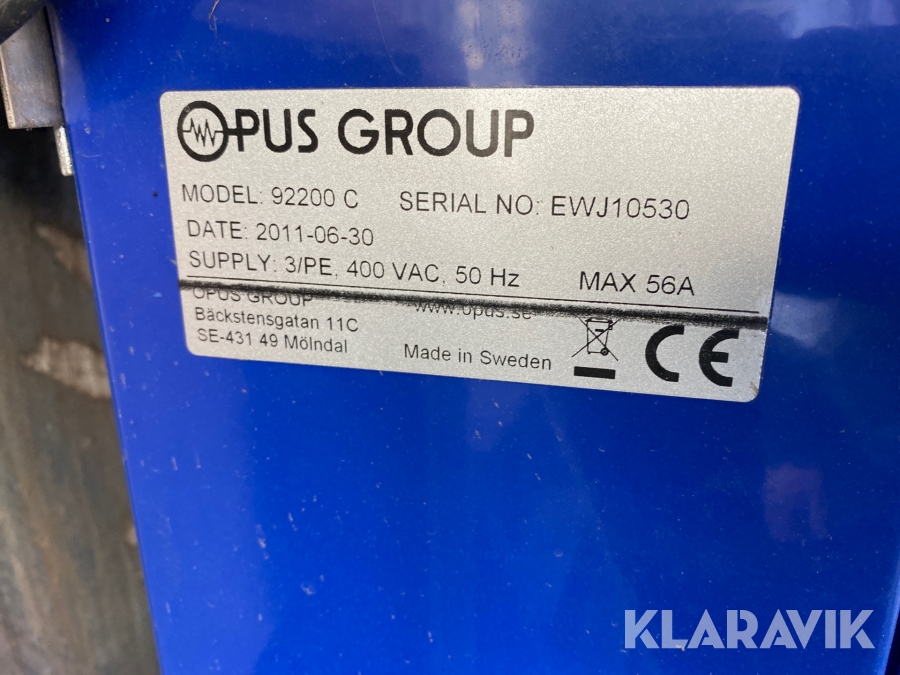 OPUS GROUP
MODEL: 92200 C SERIAL NO: EWJ10530
DATE: 2011-06-30
SUPPLY: 3/PE, 400 VAC, 50 Hz MAX 56A
OPUS GROUP www.opus.se
Bäckstensgatan 11C
SE-431 49 Mölndal Made in Sweden CE
KLARAVIK